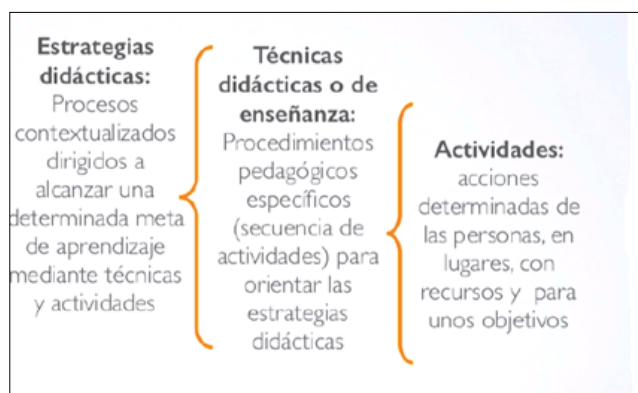 Estrategias
didácticas:
Procesos
contextualizados
dirigidos a
alcanzar una
determinada meta
de aprendizaje
mediante técnicas
y actividades
Técnicas
didácticas o de
enseñanza:
Procedimientos
pedagógicos
específicos
(secuencia de
actividades) para
orientar las
estrategias
didácticas
Actividades:
acciones
determinadas de
las personas, en
lugares, con
recursos y para
unos objetivos